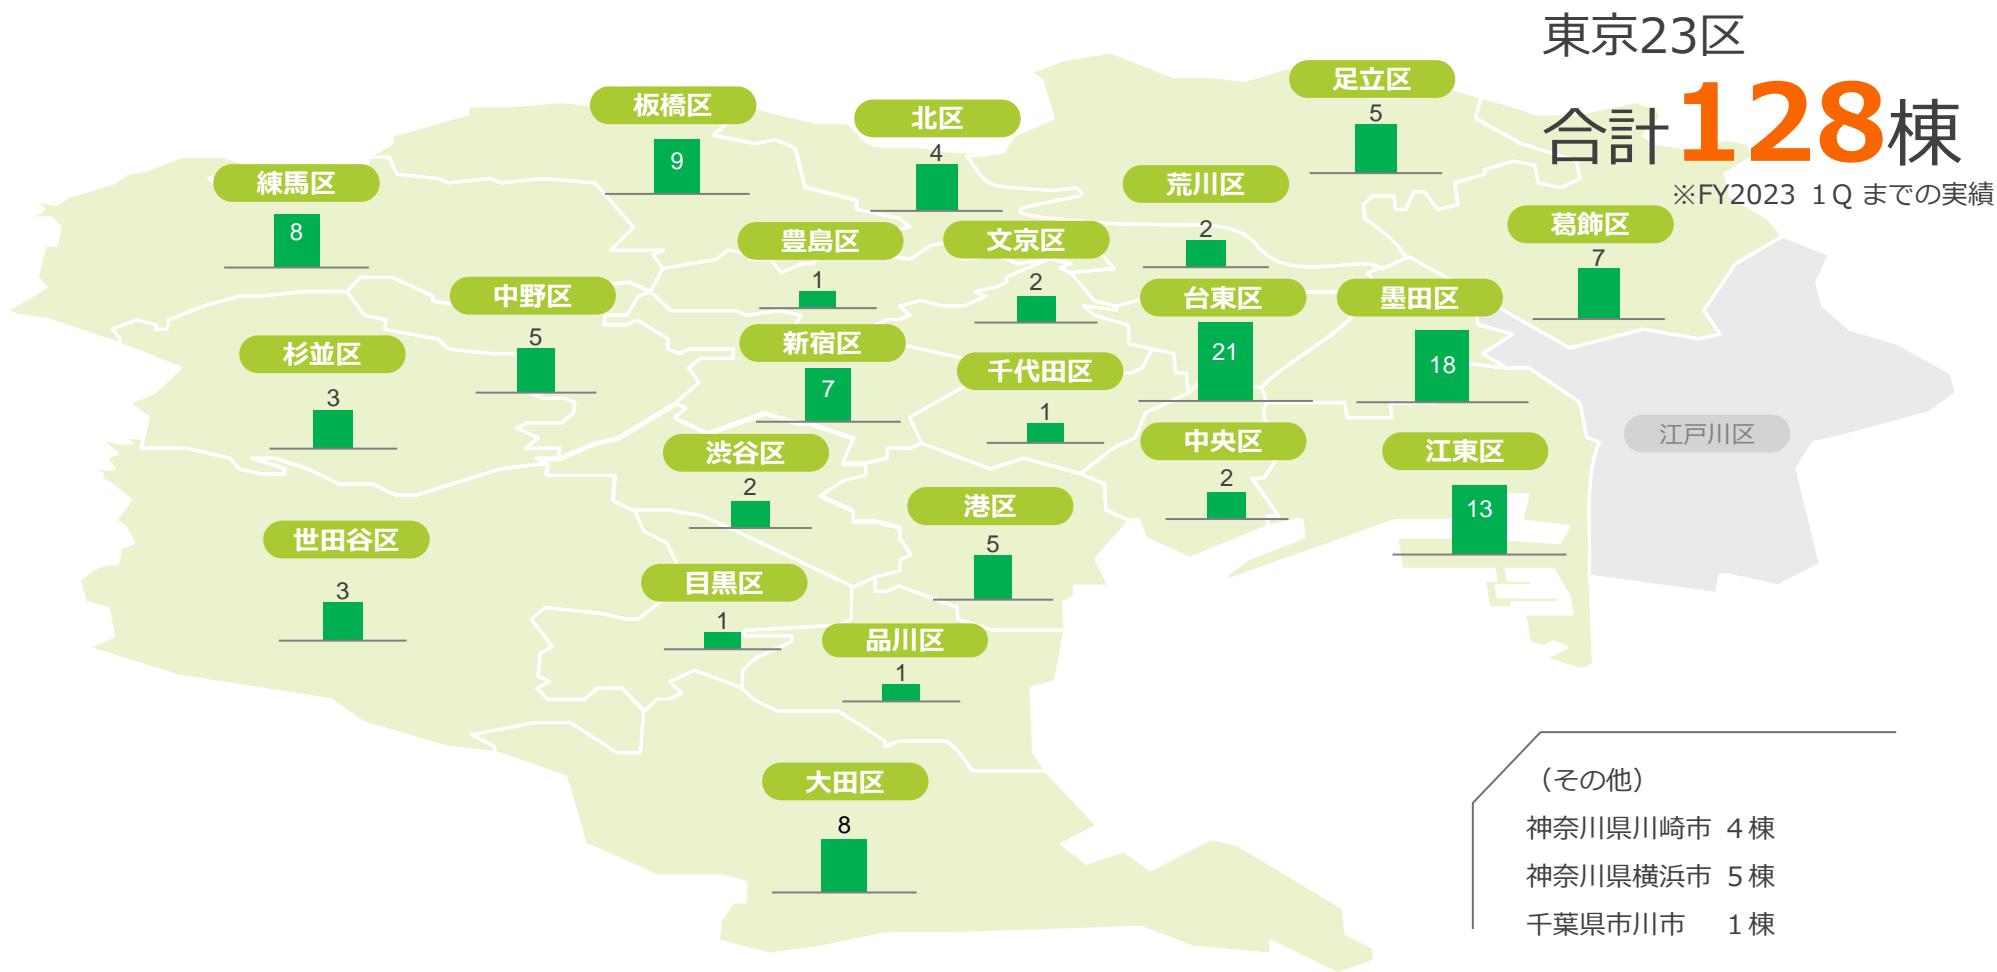 東京23区
合計128棟
※FY2023 １Ｑ までの実績
足立区
5
板橋区
9
北区
4
練馬区
8
荒川区
2
葛飾区
7
豊島区
1
文京区
2
中野区
5
台東区
21
墨田区
18
杉並区
3
新宿区
7
千代田区
1
江戸川区
渋谷区
2
中央区
2
江東区
13
港区
5
世田谷区
3
目黒区
1
品川区
1
大田区
8
（その他）
神奈川県川崎市 ４棟
神奈川県横浜市 ５棟
千葉県市川市 １棟